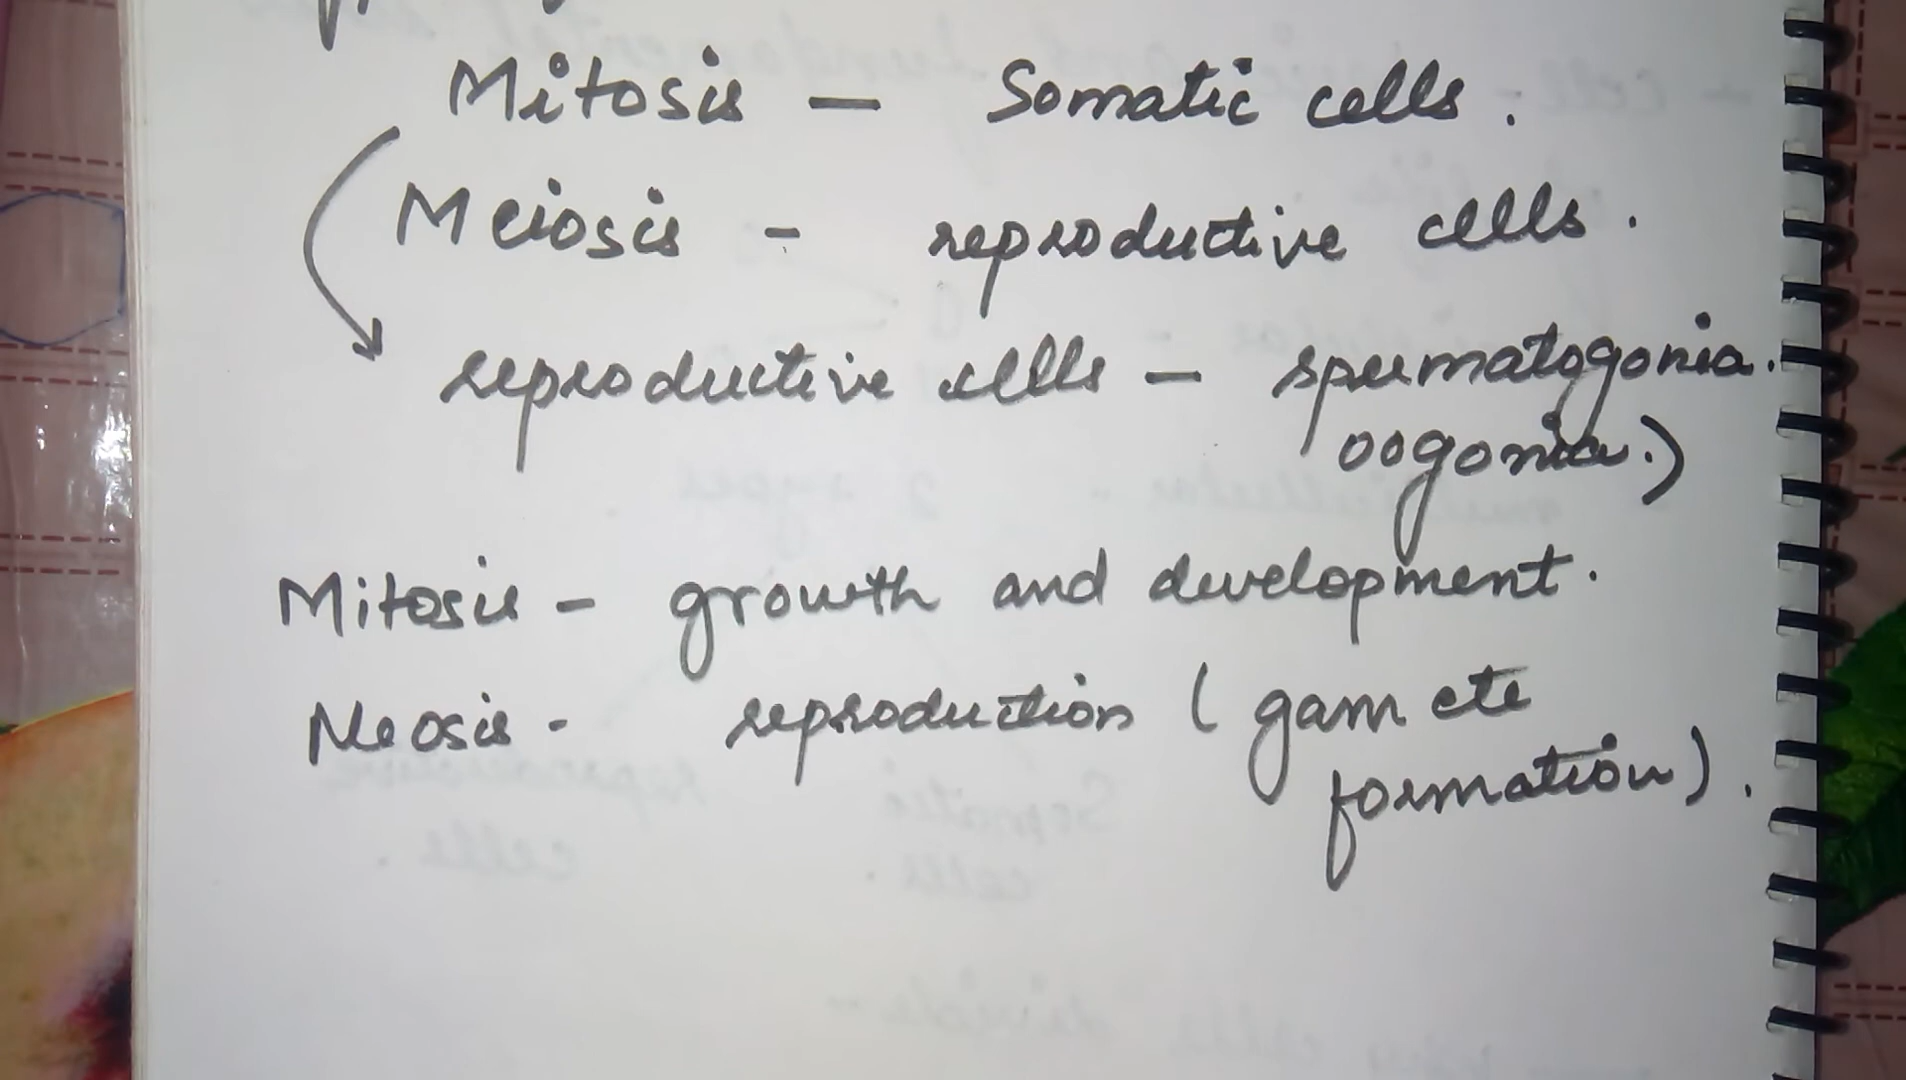 Mitosis - Somatic cells.
Meiosis - reproductive cells.
reproductive cells - spermatogonia.
oogonia.)
Mitosis - growth and development.
Meosis - reproduction (gamete
formation).